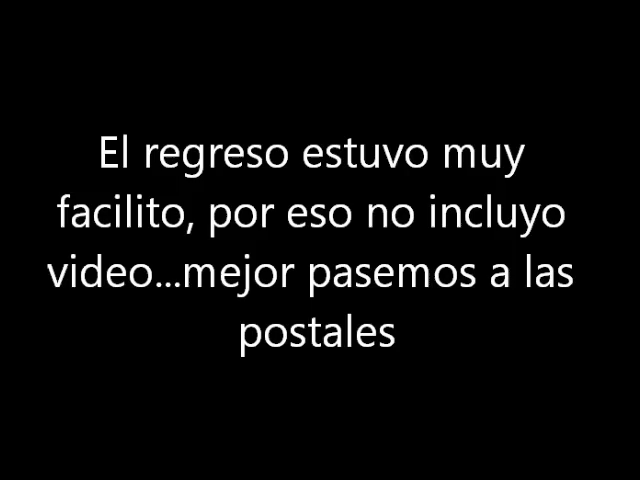 El regreso estuvo muy
facilito, por eso no incluyo
video...mejor pasemos a las
postales